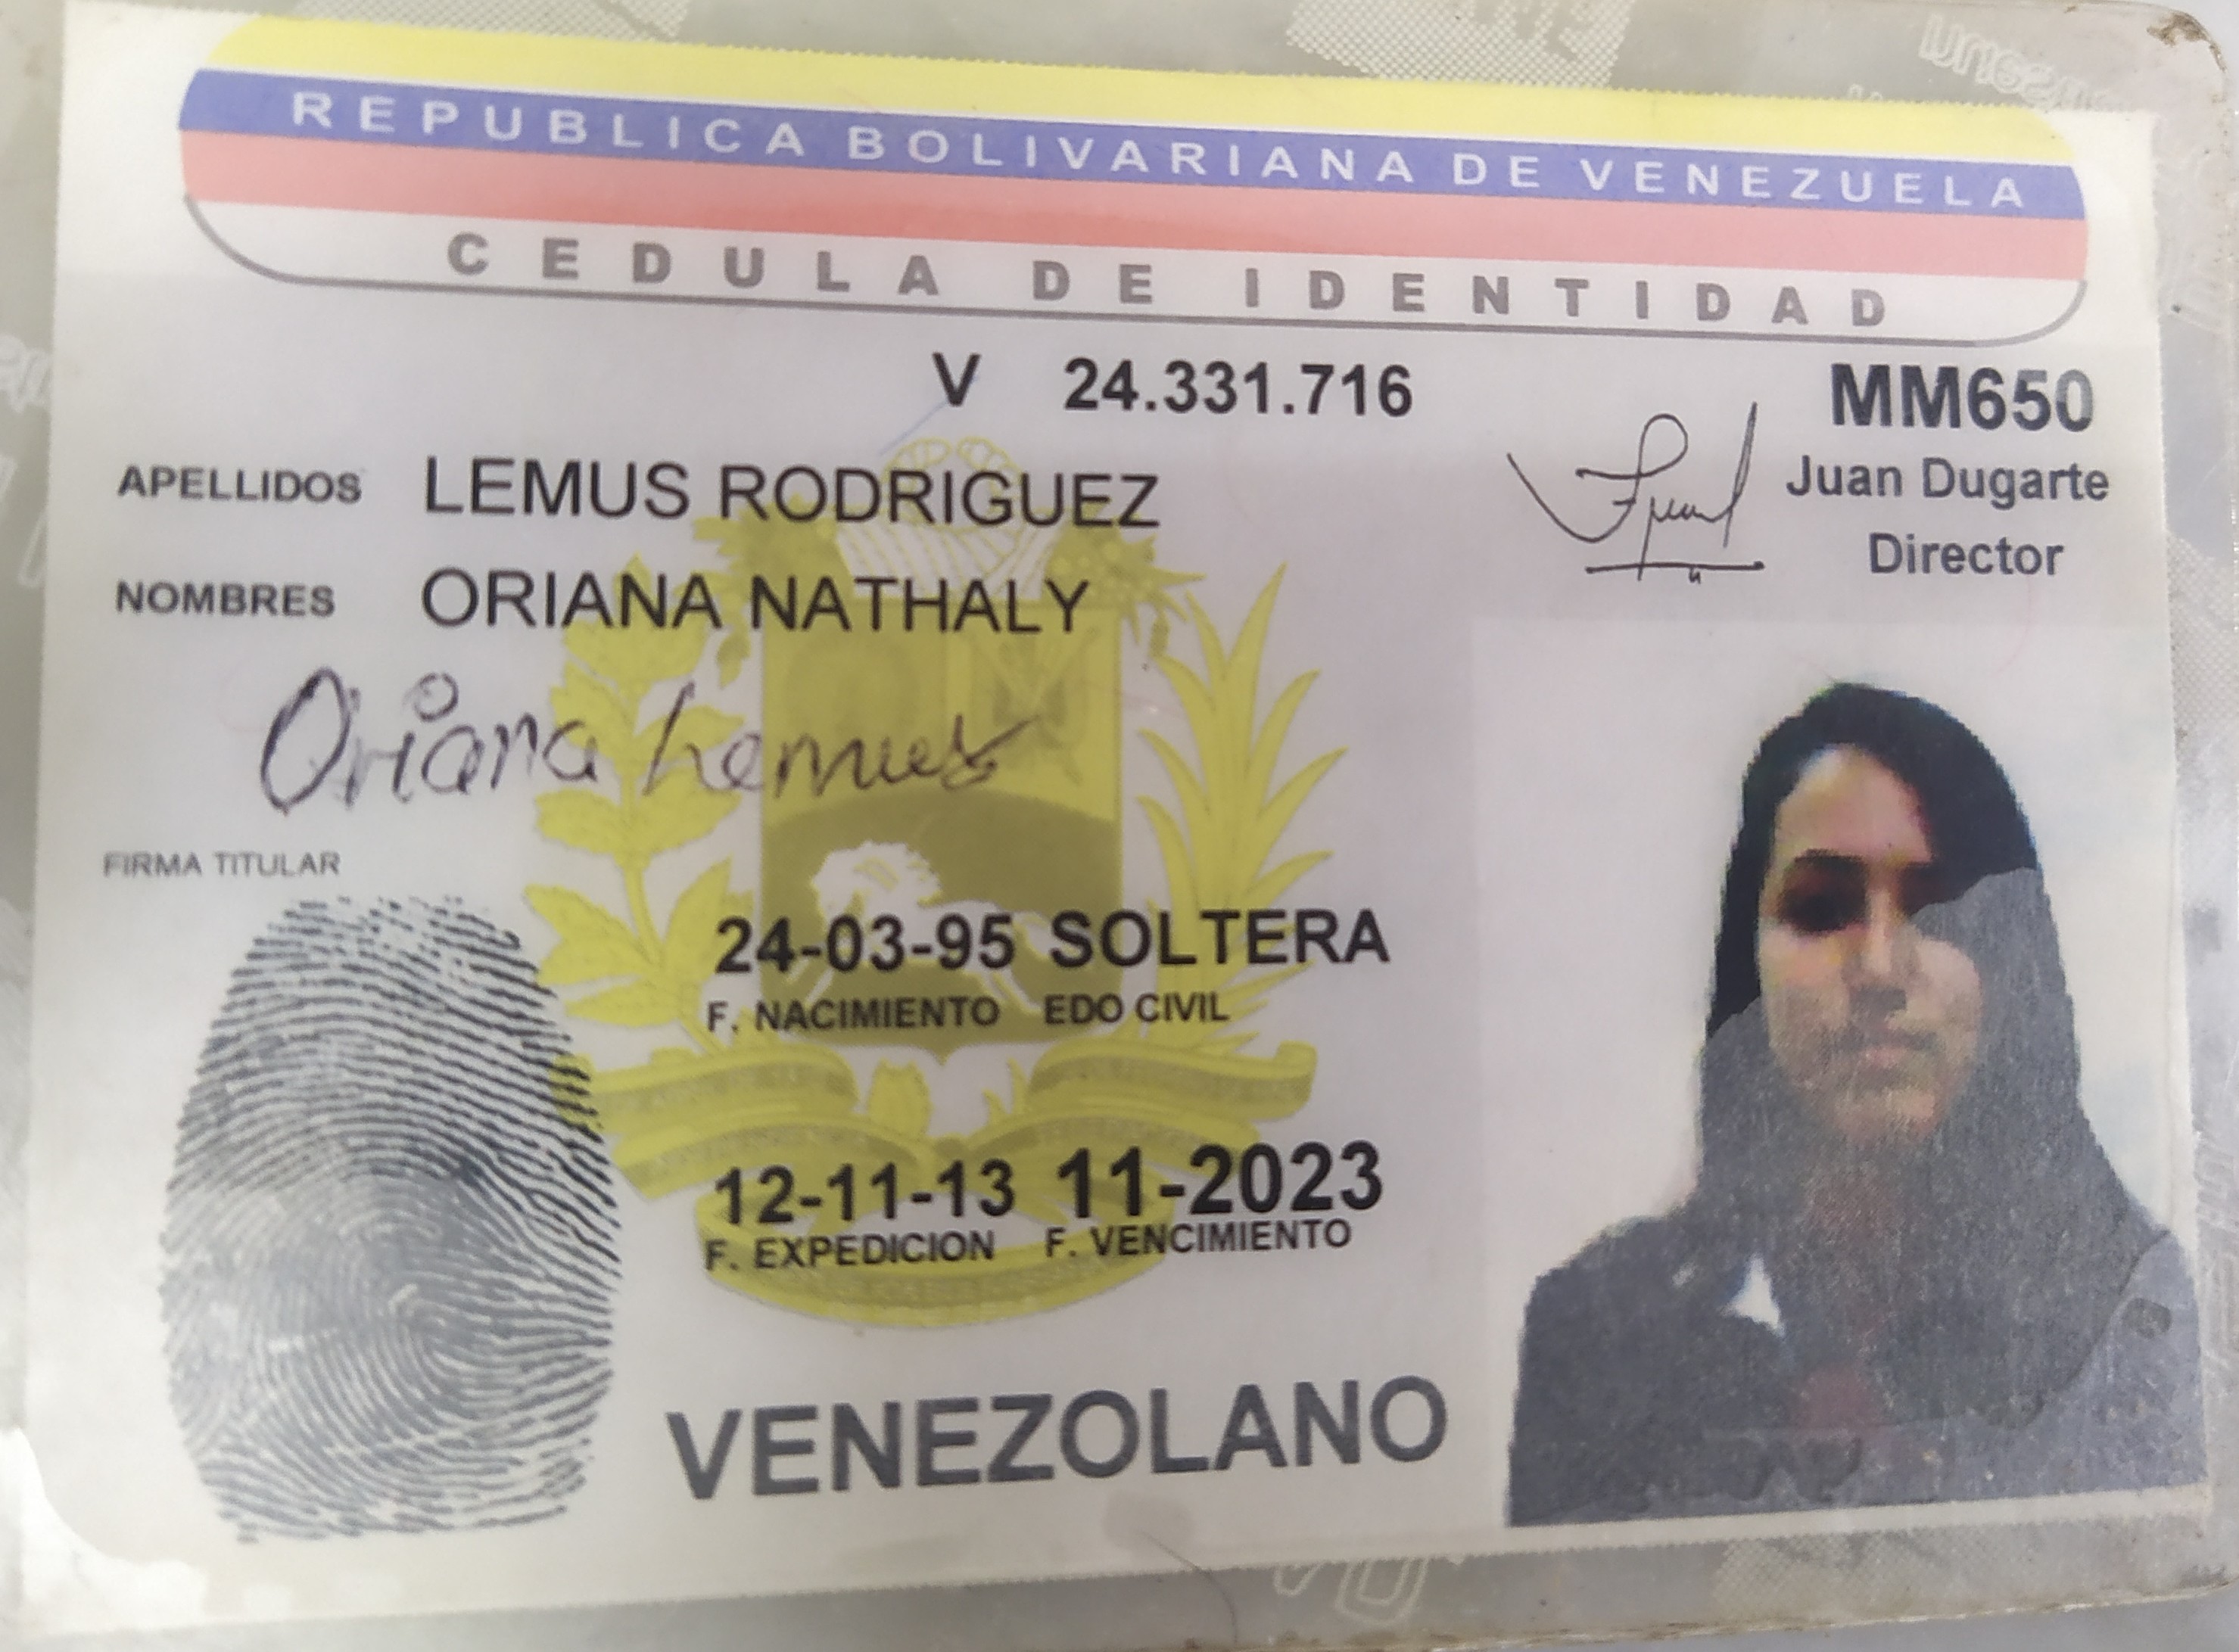 REPUBLICA BOLIVARIANA DE VENEZUELA
CEDULA DE IDENTIDAD
V 24.331.716
MM650
Juan Dugarte
Director
APELLIDOS LEMUS RODRIGUEZ
NOMBRES ORIANA NATHALY
Oriana Lemus
FIRMA TITULAR
24-03-95 SOLTERA
F. NACIMIENTO EDO CIVIL
12-11-13 11-2023
F. EXPEDICION F. VENCIMIENTO
VENEZOLANO